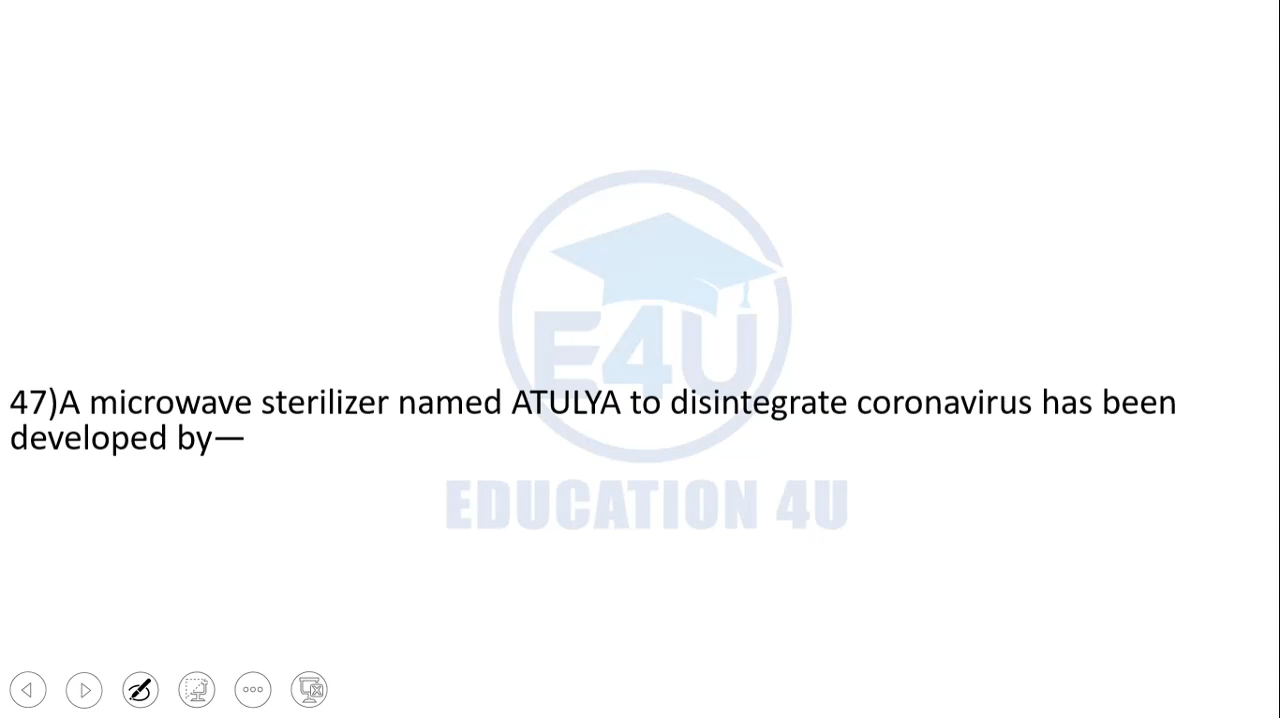 E4U
47)A microwave sterilizer named ATULYA to disintegrate coronavirus has been
developed by—
EDUCATION 4U